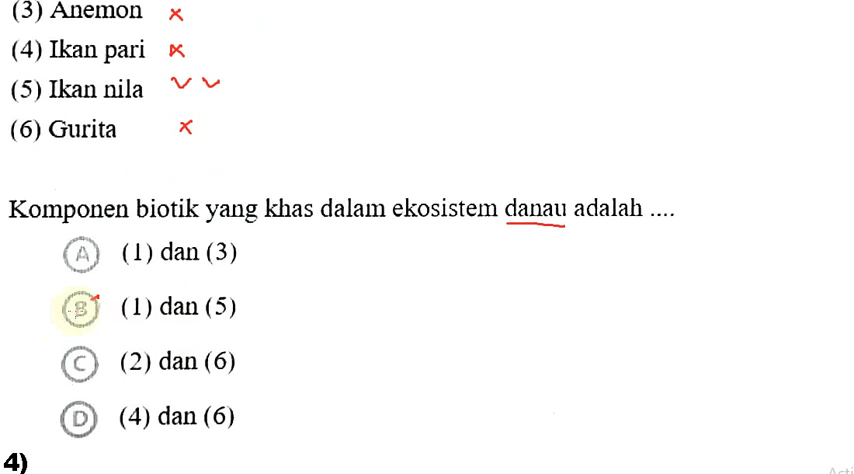 (3) Anemon
(4) Ikan pari
(5) Ikan nila
(6) Gurita
Komponen biotik yang khas dalam ekosistem danau adalah ....
A (1) dan (3)
B (1) dan (5)
C (2) dan (6)
D (4) dan (6)
4)